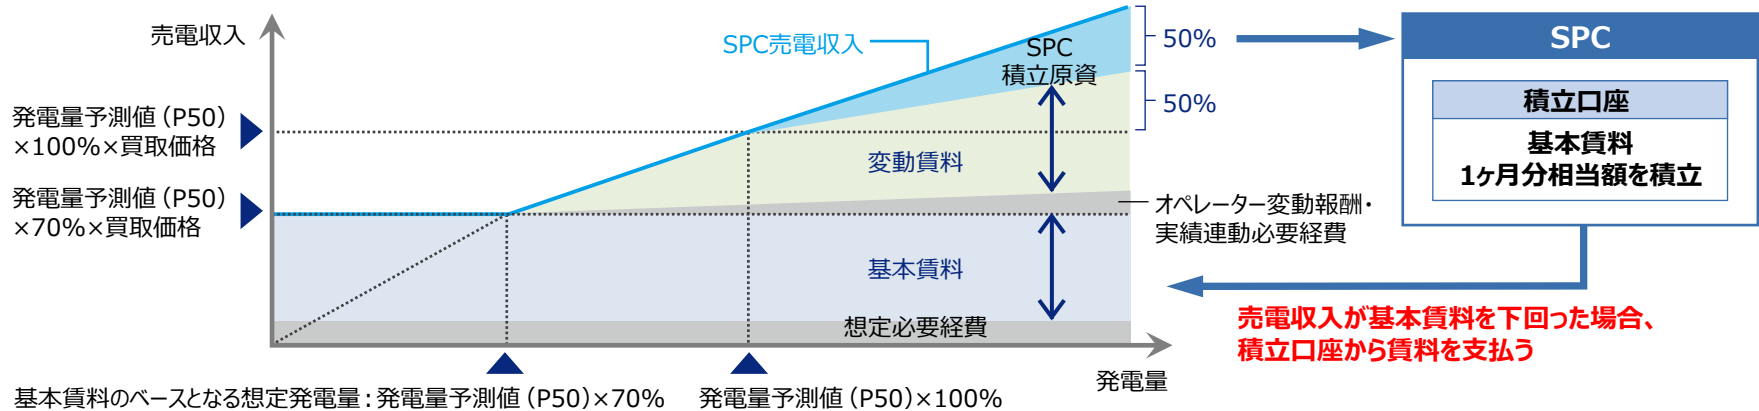 売電収入
発電量予測値（P50）
×100%×買取価格
発電量予測値（P50）
×70%×買取価格
SPC売電収入
SPC
積立原資
50%
50%
変動賃料
オペレーター変動報酬・
実績連動必要経費
基本賃料
想定必要経費
発電量
基本賃料のベースとなる想定発電量：発電量予測値（P50）×70%
発電量予測値（P50）×100%
SPC
積立口座
基本賃料
1ヶ月分相当額を積立
売電収入が基本賃料を下回った場合、
積立口座から賃料を支払う